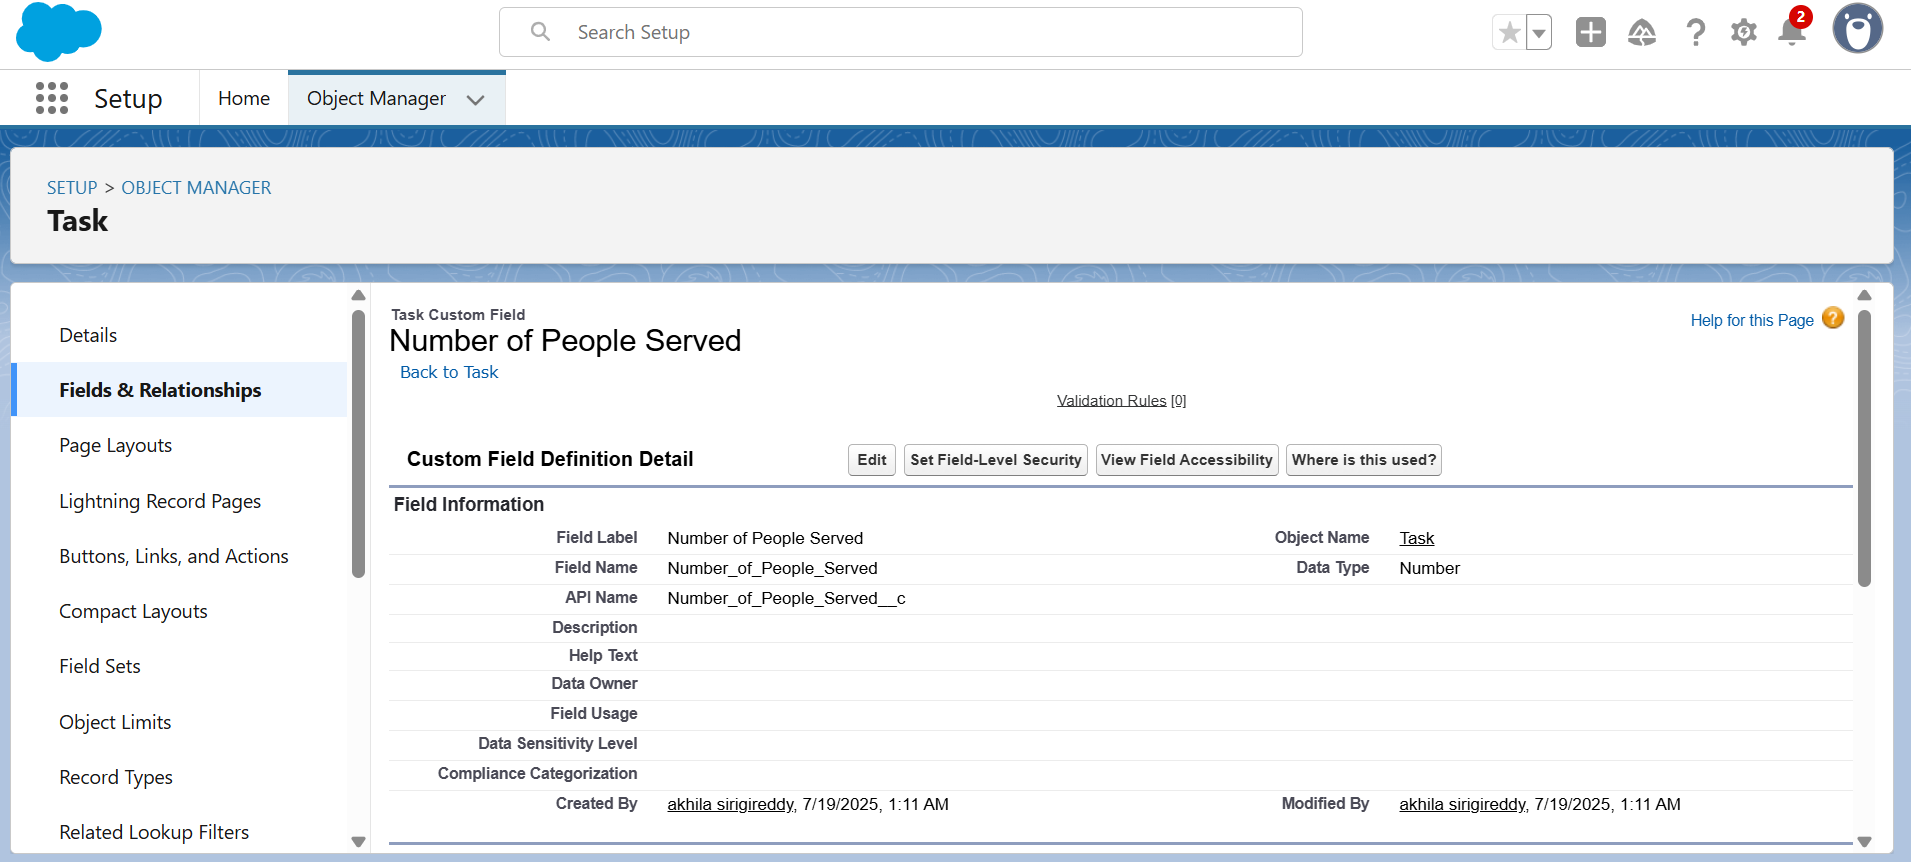 Search Setup
2
Setup
Home
Object Manager
SETUP > OBJECT MANAGER
Task
Details
Fields & Relationships
Page Layouts
Lightning Record Pages
Buttons, Links, and Actions
Compact Layouts
Field Sets
Object Limits
Record Types
Related Lookup Filters
Task Custom Field
Number of People Served
Back to Task
Help for this Page ?
Validation Rules [0]
Custom Field Definition Detail
Edit
Set Field-Level Security
View Field Accessibility
Where is this used?
Field Information
Field Label Number of People Served Object Name Task
Field Name Number_of_People_Served Data Type Number
API Name Number_of_People_Served__c
Description
Help Text
Data Owner
Field Usage
Data Sensitivity Level
Compliance Categorization
Created By akhila sirigireddy, 7/19/2025, 1:11 AM Modified By akhila sirigireddy, 7/19/2025, 1:11 AM